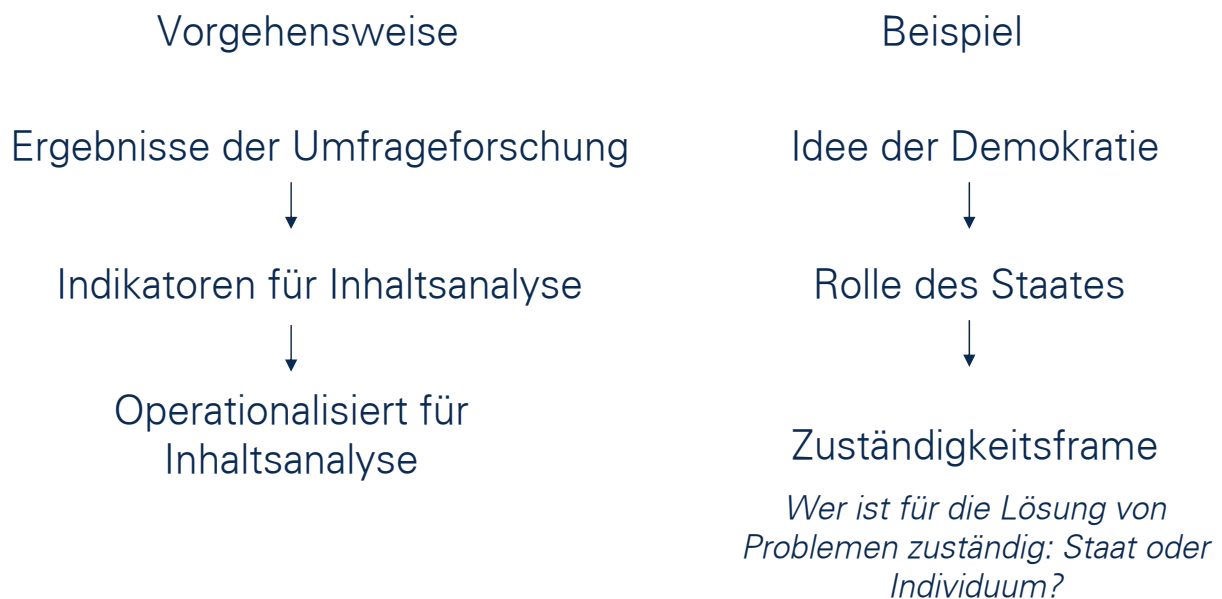 Vorgehensweise
Beispiel
Ergebnisse der Umfrageforschung
Idee der Demokratie
Indikatoren für Inhaltsanalyse
Rolle des Staates
Operationalisiert für
Inhaltsanalyse
Zuständigkeitsframe
Wer ist für die Lösung von
Problemen zuständig: Staat oder
Individuum?